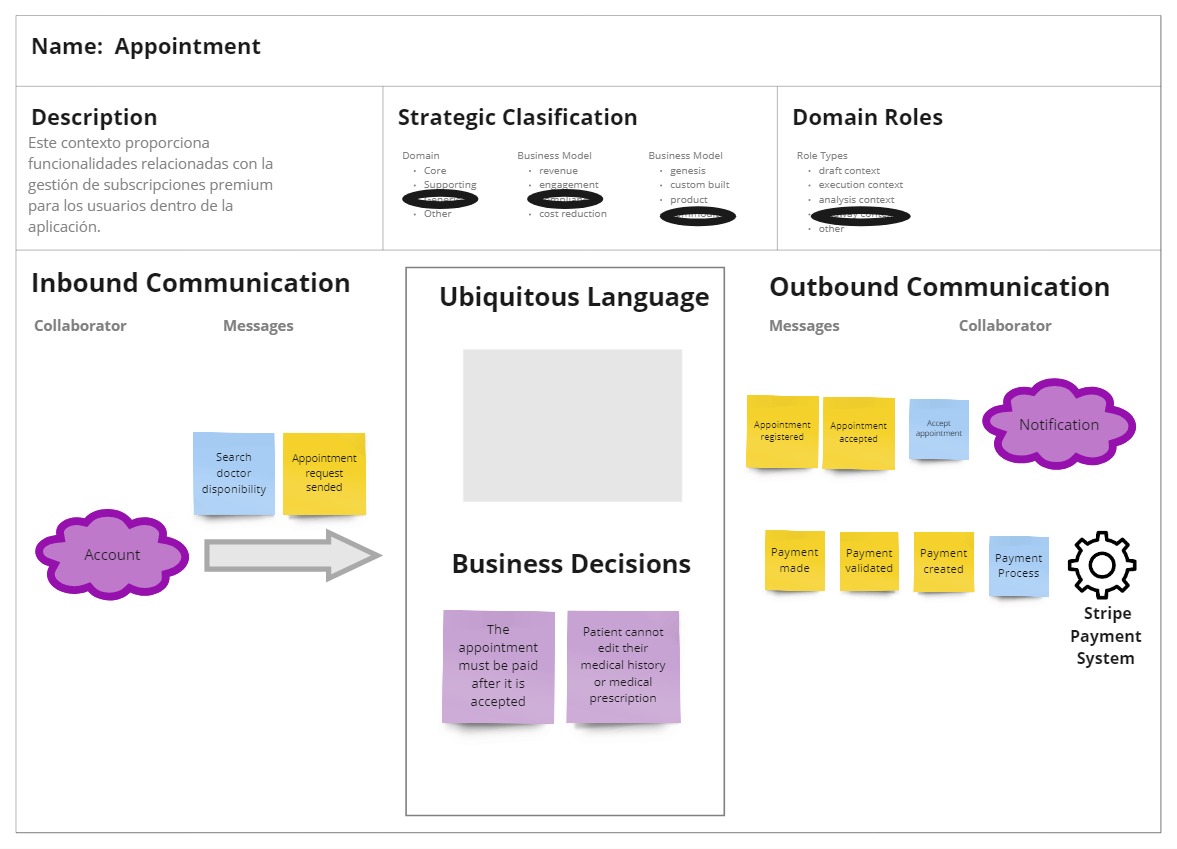 Name: Appointment
Description
Este contexto proporciona
funcionalidades relacionadas con la
gestión de subscripciones premium
para los usuarios dentro de la
aplicación.
Strategic Clasification
Domain
• Core
• Supporting
• Other
Business Model
• revenue
• engagement
• cost reduction
Business Model
• genesis
• custom built
• product
Domain Roles
Role Types
• draft context
• execution context
• analysis context
• other
Inbound Communication
Collaborator
Messages
Search
doctor
disponibility
Appointment
request
sended
Account
Ubiquitous Language
Business Decisions
The
appointment
must be paid
after it is
accepted
Patient cannot
edit their
medical history
or medical
prescription
Outbound Communication
Messages
Collaborator
Appointment
registered
Appointment
accepted
Accept
appointment
Notification
Payment
made
Payment
validated
Payment
created
Payment
Process
Stripe
Payment
System